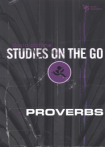 STUDIES ON THE GO
PROVERBS